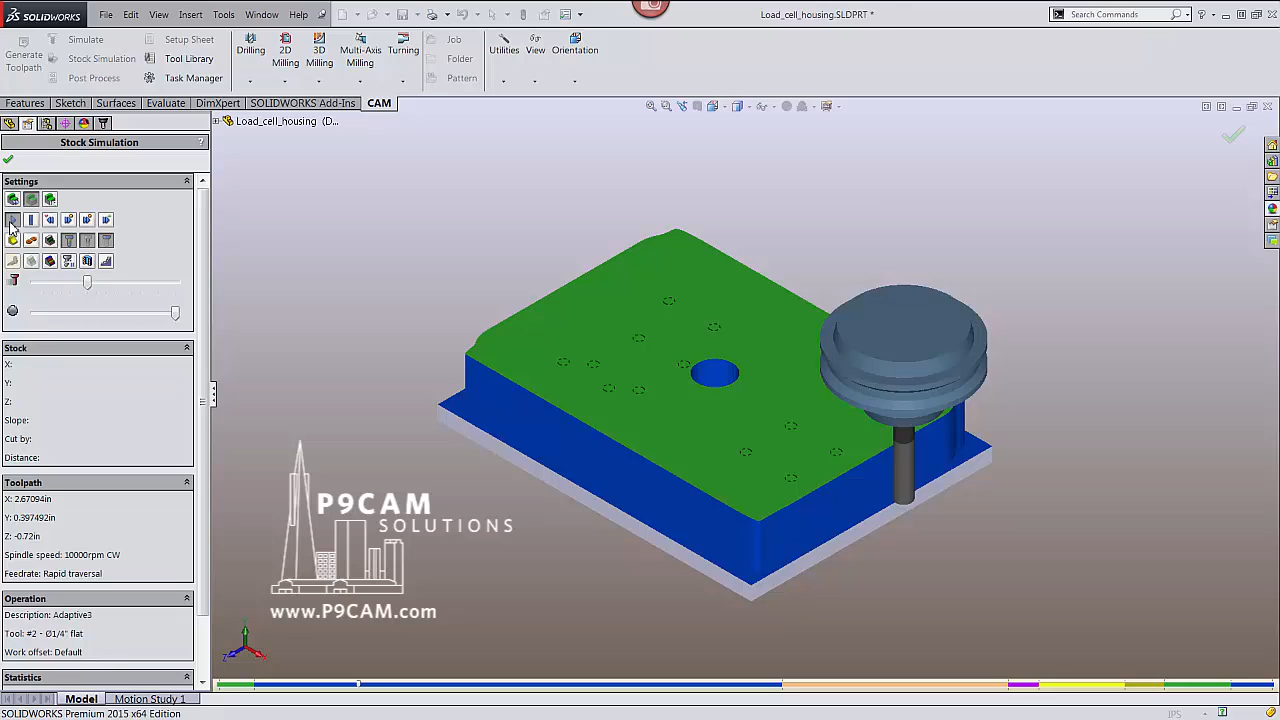 SOLIDWORKS File Edit View Insert Tools Window Help Load_cell_housing.SLDPRT * Search Commands
Generate Toolpath
Simulate
Stock Simulation
Post Process
Setup Sheet
Tool Library
Task Manager
Drilling
2D Milling
3D Milling
Multi-Axis Milling
Turning
Job
Folder
Pattern
Utilities
View
Orientation
Features Sketch Surfaces Evaluate DimXpert SOLIDWORKS Add-Ins CAM
Load_cell_housing (D...
Stock Simulation ?
Settings
Stock
X:
Y:
Z:
Slope:
Cut by:
Distance:
Toolpath
X: 2.67094in
Y: 0.397492in
Z: -0.72in
Spindle speed: 10000rpm CW
Feedrate: Rapid traversal
Operation
Description: Adaptive3
Tool: #2 - Ø1/4" flat
Work offset: Default
Statistics
P9CAM
SOLUTIONS
www.P9CAM.com
Model Motion Study 1
SOLIDWORKS Premium 2015 x64 Edition IPS